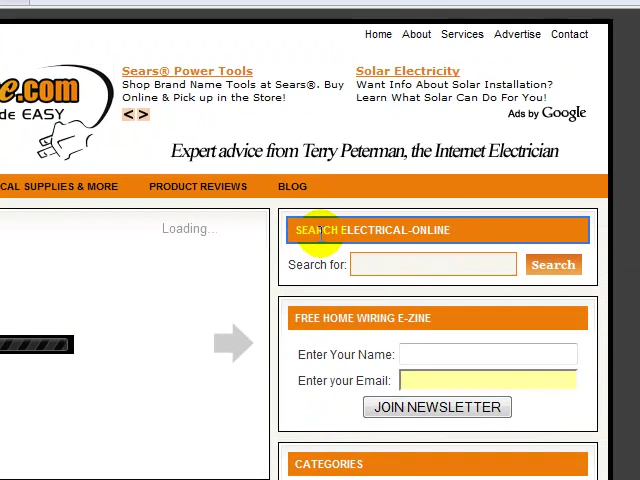 Home About Services Advertise Contact
e.com
de EASY
Sears® Power Tools
Shop Brand Name Tools at Sears®. Buy
Online & Pick up in the Store!
< >
Solar Electricity
Want Info About Solar Installation?
Learn What Solar Can Do For You!
Ads by Google
Expert advice from Terry Peterman, the Internet Electrician
CAL SUPPLIES & MORE PRODUCT REVIEWS BLOG
Loading...
SEARCH ELECTRICAL-ONLINE
Search for: Search
FREE HOME WIRING E-ZINE
Enter Your Name:
Enter your Email:
JOIN NEWSLETTER
CATEGORIES